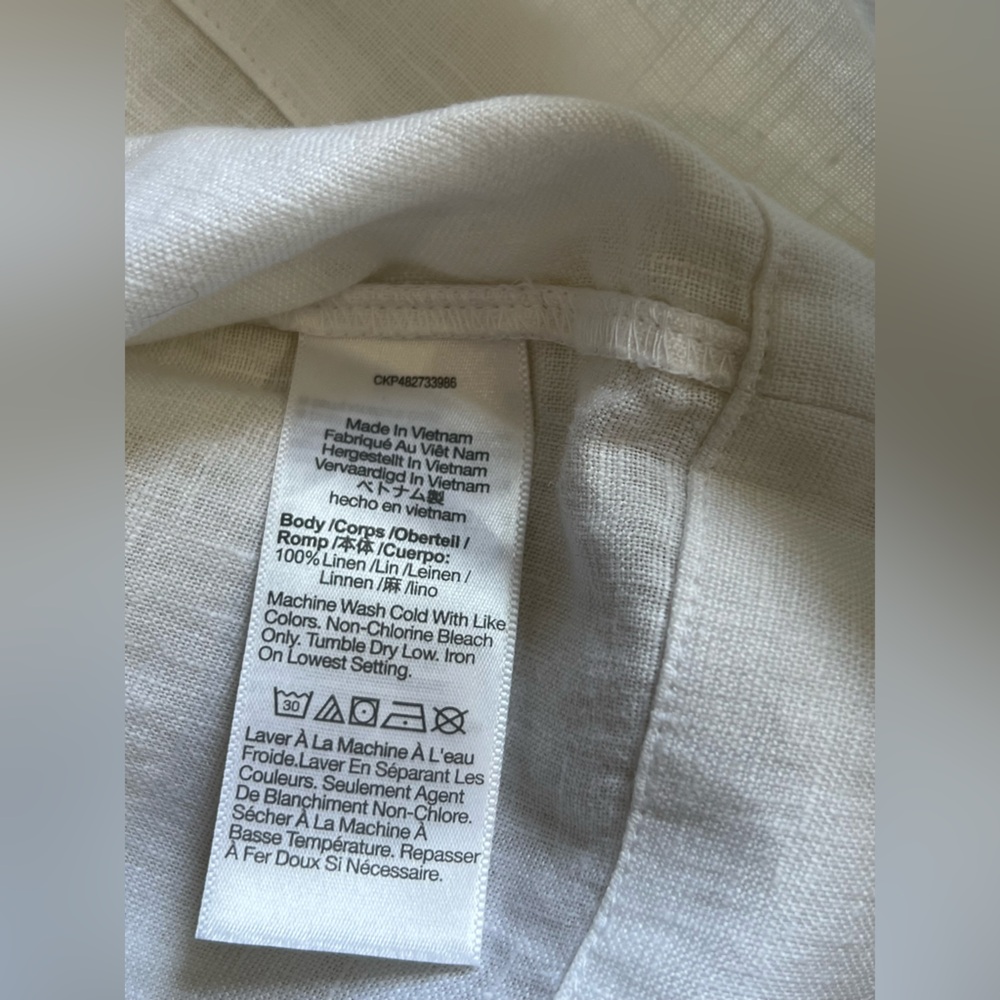 CKP482733986
Made In Vietnam
Fabriqué Au Viêt Nam
Hergestellt In Vietnam
Vervaardigd In Vietnam
ベトナム製
hecho en vietnam
Body /Corps /Oberteil /
Romp /本体 /Cuerpo:
100% Linen /Lin /Leinen /
Linnen /麻 /lino
Machine Wash Cold With Like
Colors. Non-Chlorine Bleach
Only. Tumble Dry Low. Iron
On Lowest Setting.
30
Laver À La Machine À L'eau
Froide.Laver En Séparant Les
Couleurs. Seulement Agent
De Blanchiment Non-Chlore.
Sécher À La Machine À
Basse Température. Repasser
À Fer Doux Si Nécessaire.